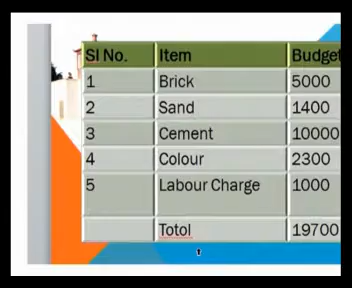 Sl No. Item Budget
1 Brick 5000
2 Sand 1400
3 Cement 10000
4 Colour 2300
5 Labour Charge 1000
Totol 19700